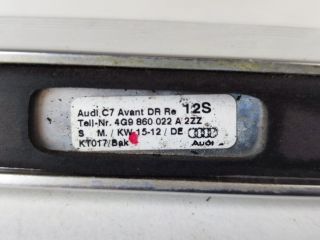 Audi C7 Avant DR Re 12S
Teil-Nr. 4G9 860 022 A 2ZZ
S M. / KW-15-12 / DE
KT017/Bak
Audi